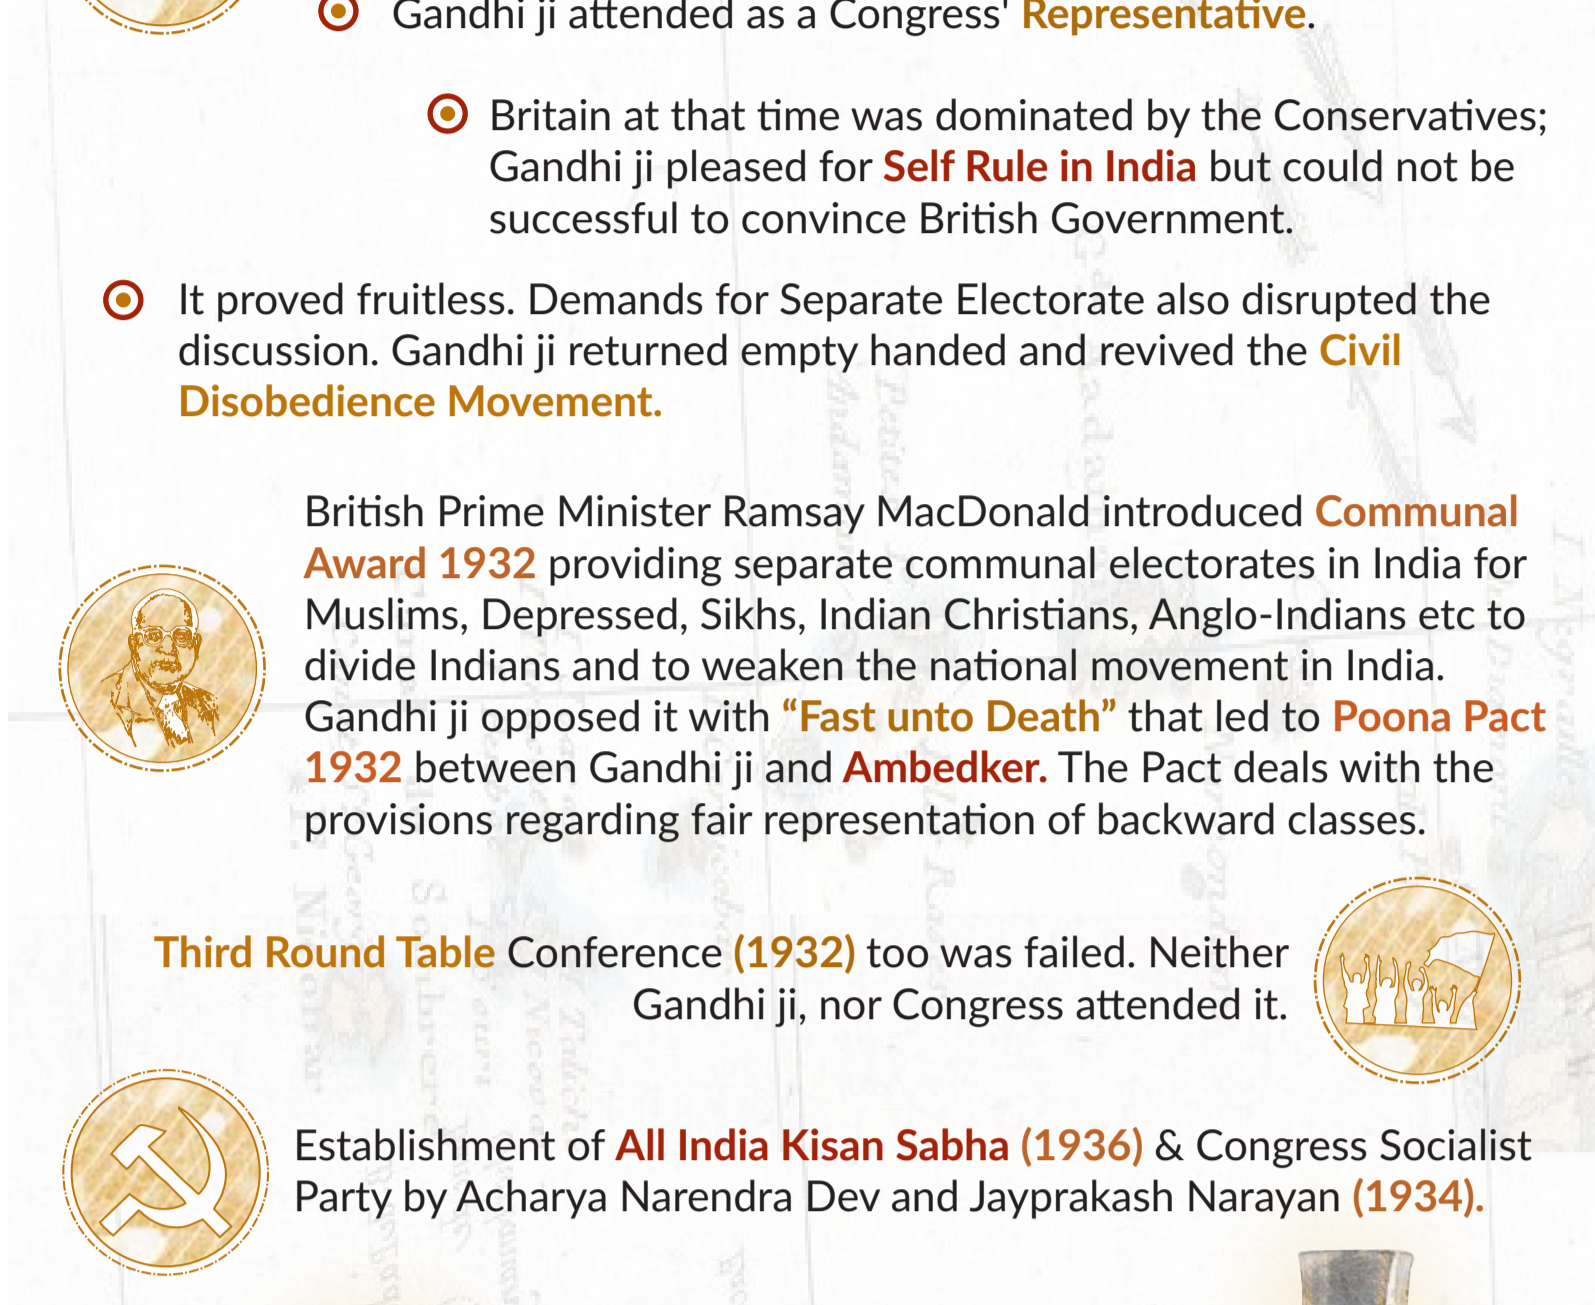 Gandhi ji attended as a Congress' Representative.
Britain at that time was dominated by the Conservatives;
Gandhi ji pleased for Self Rule in India but could not be
successful to convince British Government.
It proved fruitless. Demands for Separate Electorate also disrupted the
discussion. Gandhi ji returned empty handed and revived the Civil
Disobedience Movement.
British Prime Minister Ramsay MacDonald introduced Communal
Award 1932 providing separate communal electorates in India for
Muslims, Depressed, Sikhs, Indian Christians, Anglo-Indians etc to
divide Indians and to weaken the national movement in India.
Gandhi ji opposed it with “Fast unto Death” that led to Poona Pact
1932 between Gandhi ji and Ambedker. The Pact deals with the
provisions regarding fair representation of backward classes.
Third Round Table Conference (1932) too was failed. Neither
Gandhi ji, nor Congress attended it.
Establishment of All India Kisan Sabha (1936) & Congress Socialist
Party by Acharya Narendra Dev and Jayprakash Narayan (1934).